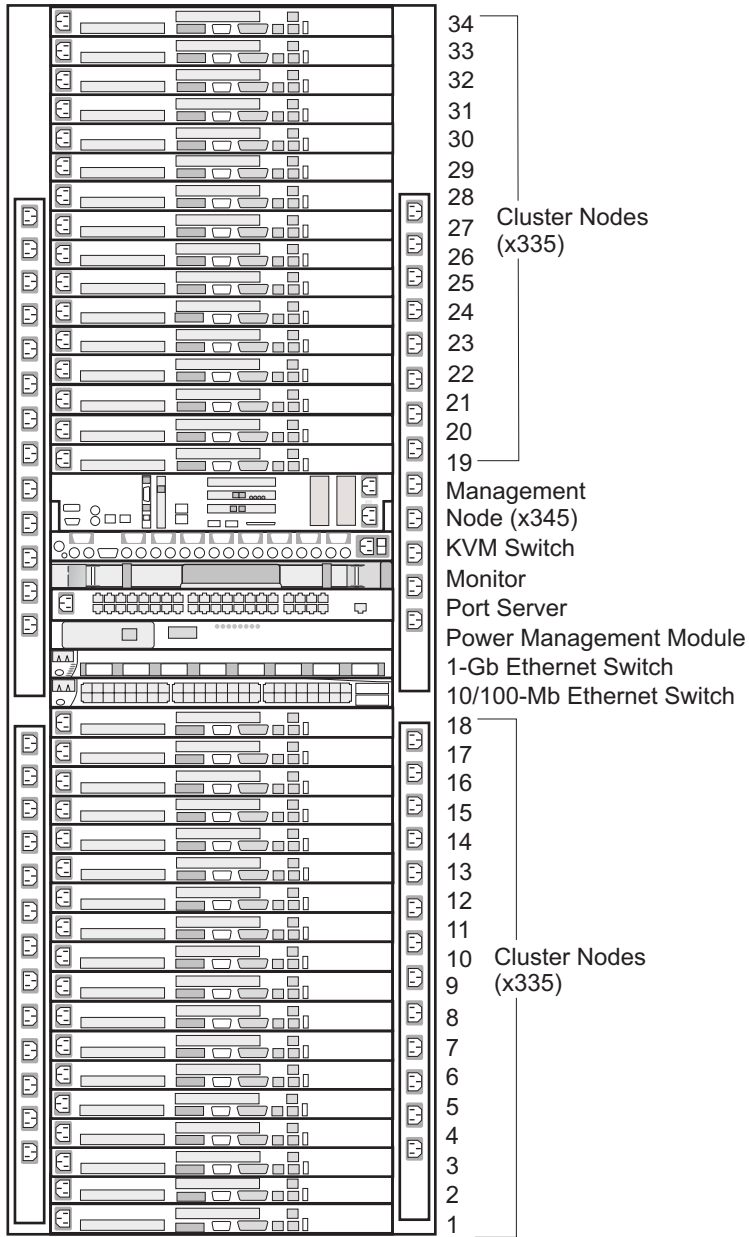 34
33
32
31
30
29
28
27
26
25
24
23
22
21
20
19
Cluster Nodes
(x335)
Management
Node (x345)
KVM Switch
Monitor
Port Server
Power Management Module
1-Gb Ethernet Switch
10/100-Mb Ethernet Switch
18
17
16
15
14
13
12
11
10
9
8
7
6
5
4
3
2
1
Cluster Nodes
(x335)